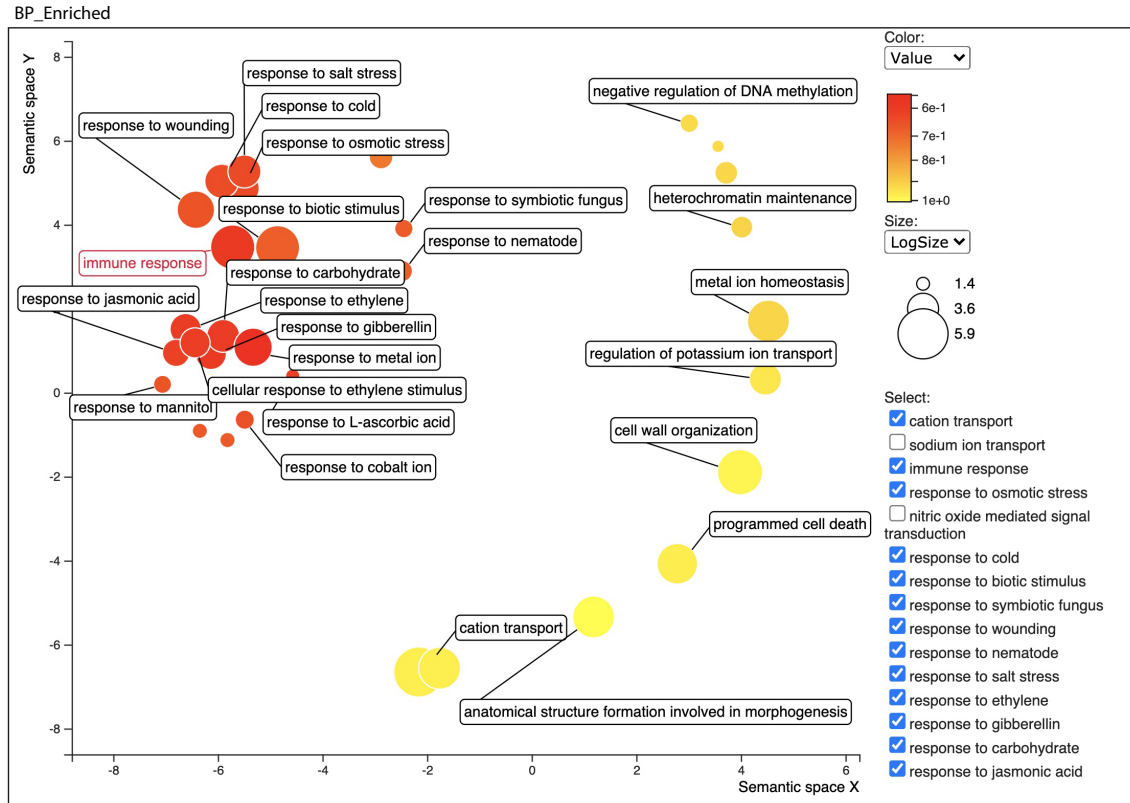 BP_Enriched
Color:
Value
6e-1
7e-1
8e-1
1e+0
Size:
LogSize
1.4
3.6
5.9
Select:
cation transport
sodium ion transport
immune response
response to osmotic stress
nitric oxide mediated signal
transduction
response to cold
response to biotic stimulus
response to symbiotic fungus
response to wounding
response to nematode
response to salt stress
response to ethylene
response to gibberellin
response to carbohydrate
response to jasmonic acid
Semantic space Y
8
6
4
2
0
-2
-4
-6
-8
response to salt stress
response to cold
response to wounding
response to osmotic stress
response to biotic stimulus
response to symbiotic fungus
response to nematode
immune response
response to carbohydrate
response to jasmonic acid
response to ethylene
response to gibberellin
response to metal ion
cellular response to ethylene stimulus
response to mannitol
response to L-ascorbic acid
response to cobalt ion
negative regulation of DNA methylation
heterochromatin maintenance
metal ion homeostasis
regulation of potassium ion transport
cell wall organization
programmed cell death
cation transport
anatomical structure formation involved in morphogenesis
-8
-6
-4
-2
0
2
4
6
Semantic space X